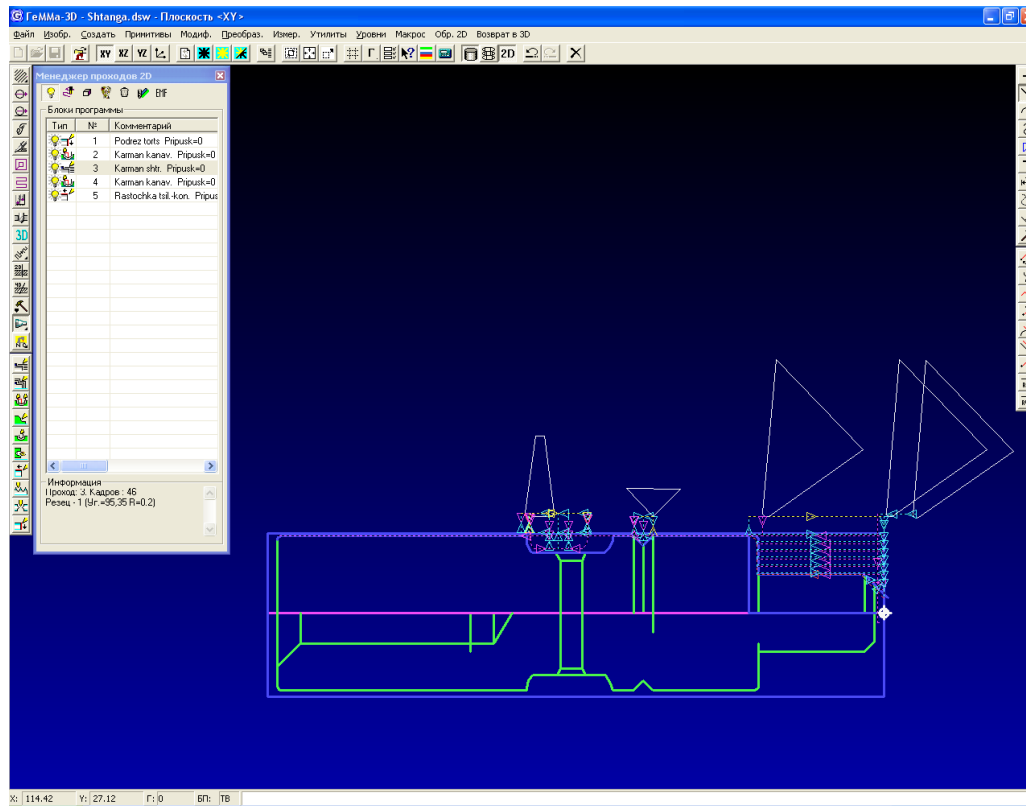 ГеММа-3D - Shtanga.dsw - Плоскость <XY>
Файл Изобр. Создать Примитивы Модиф. Преобраз. Измер. Утилиты Уровни Макрос Обр. 2D Возврат в 3D
XY XZ YZ 2D
Менеджер проходов 2D
Блоки программы
Тип № Комментарий
1 Podrez torts Pripusk=0
2 Karman kanav. Pripusk=0
3 Karman shtr. Pripusk=0
4 Karman kanav. Pripusk=0
5 Rastochka tsil.-kon. Pripus
3D
Информация
Проход: 3. Кадров : 46
Резец - 1 (Уг.=95,35 R=0.2)
X: 114.42 Y: 27.12 Г: 0 БП: ТВ